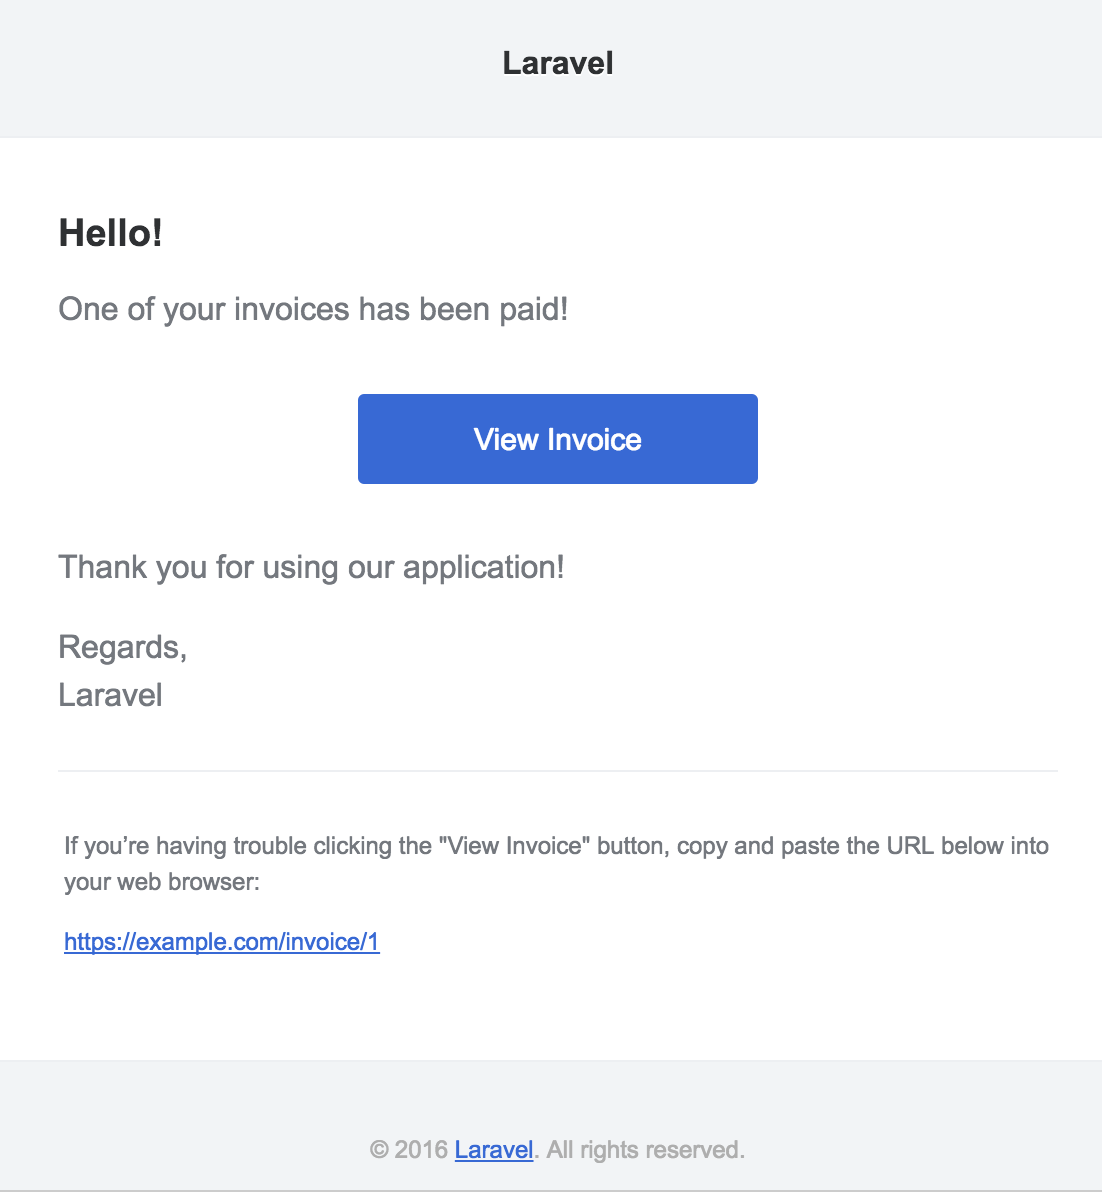 Laravel
Hello!
One of your invoices has been paid!
View Invoice
Thank you for using our application!
Regards,
Laravel
If you’re having trouble clicking the "View Invoice" button, copy and paste the URL below into
your web browser:
https://example.com/invoice/1
© 2016 Laravel. All rights reserved.